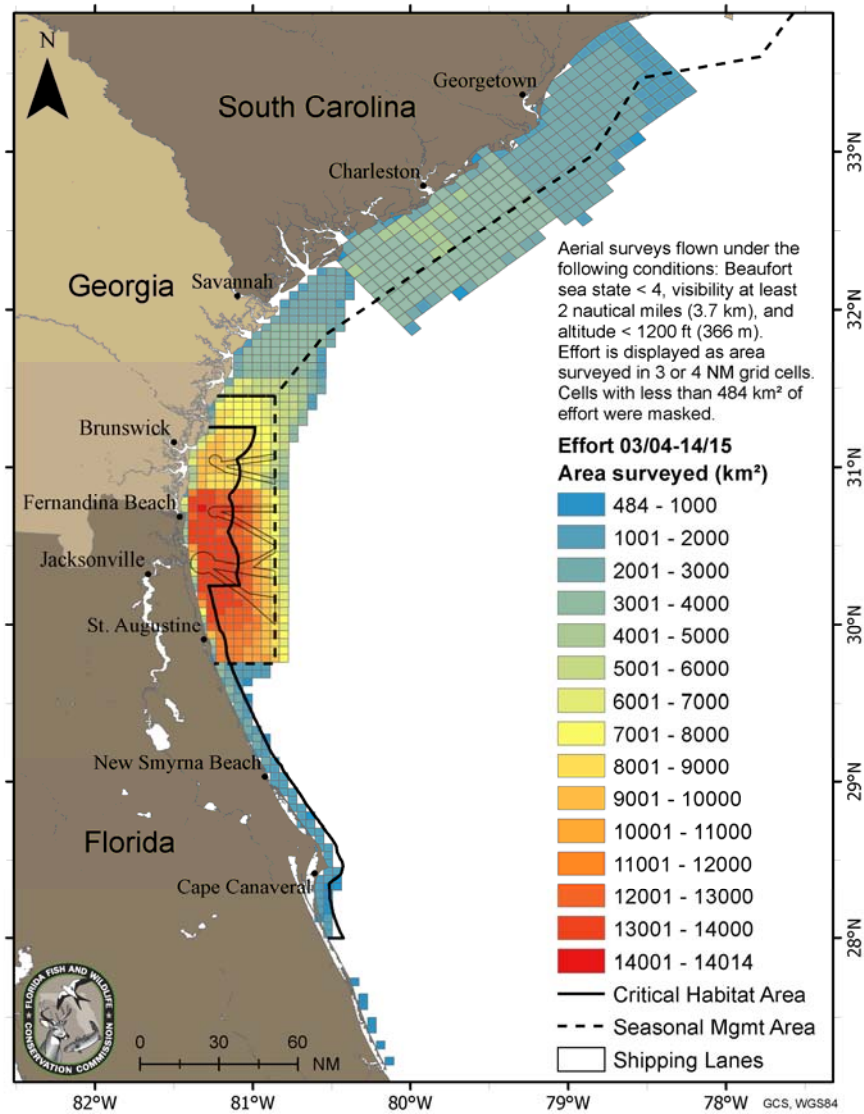 N
South Carolina
Georgetown
Charleston
33°N
Georgia
Savannah
32°N
Aerial surveys flown under the
following conditions: Beaufort
sea state < 4, visibility at least
2 nautical miles (3.7 km), and
altitude < 1200 ft (366 m).
Effort is displayed as area
surveyed in 3 or 4 NM grid cells.
Cells with less than 484 km² of
effort were masked.
Brunswick
31°N
Fernandina Beach
Jacksonville
St. Augustine
30°N
New Smyrna Beach
29°N
Florida
Cape Canaveral
28°N
Effort 03/04-14/15
Area surveyed (km²)
484 - 1000
1001 - 2000
2001 - 3000
3001 - 4000
4001 - 5000
5001 - 6000
6001 - 7000
7001 - 8000
8001 - 9000
9001 - 10000
10001 - 11000
11001 - 12000
12001 - 13000
13001 - 14000
14001 - 14014
Critical Habitat Area
Seasonal Mgmt Area
Shipping Lanes
FLORIDA FISH AND WILDLIFE
CONSERVATION COMMISSION
0 30 60
NM
82°W 81°W 80°W 79°W 78°W
GCS, WGS84